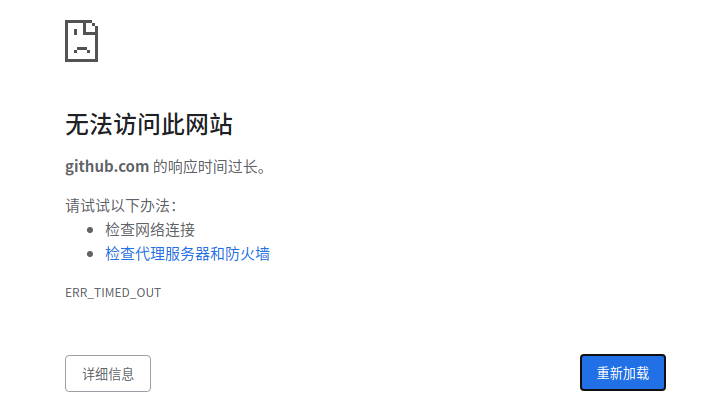 无法访问此网站
github.com 的响应时间过长。
请试试以下办法：
检查网络连接
检查代理服务器和防火墙
ERR_TIMED_OUT
详细信息
重新加载